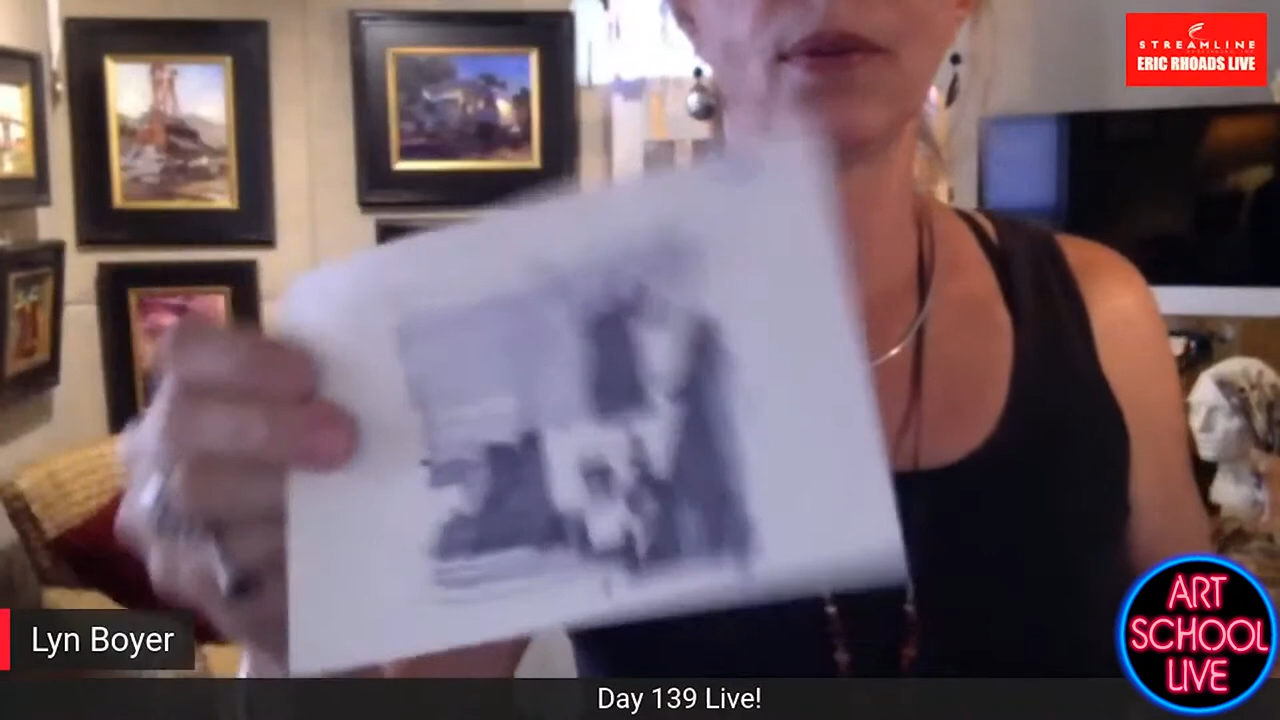 STREAMLINE
ERIC RHOADS LIVE
Lyn Boyer
ART
SCHOOL
LIVE
Day 139 Live!